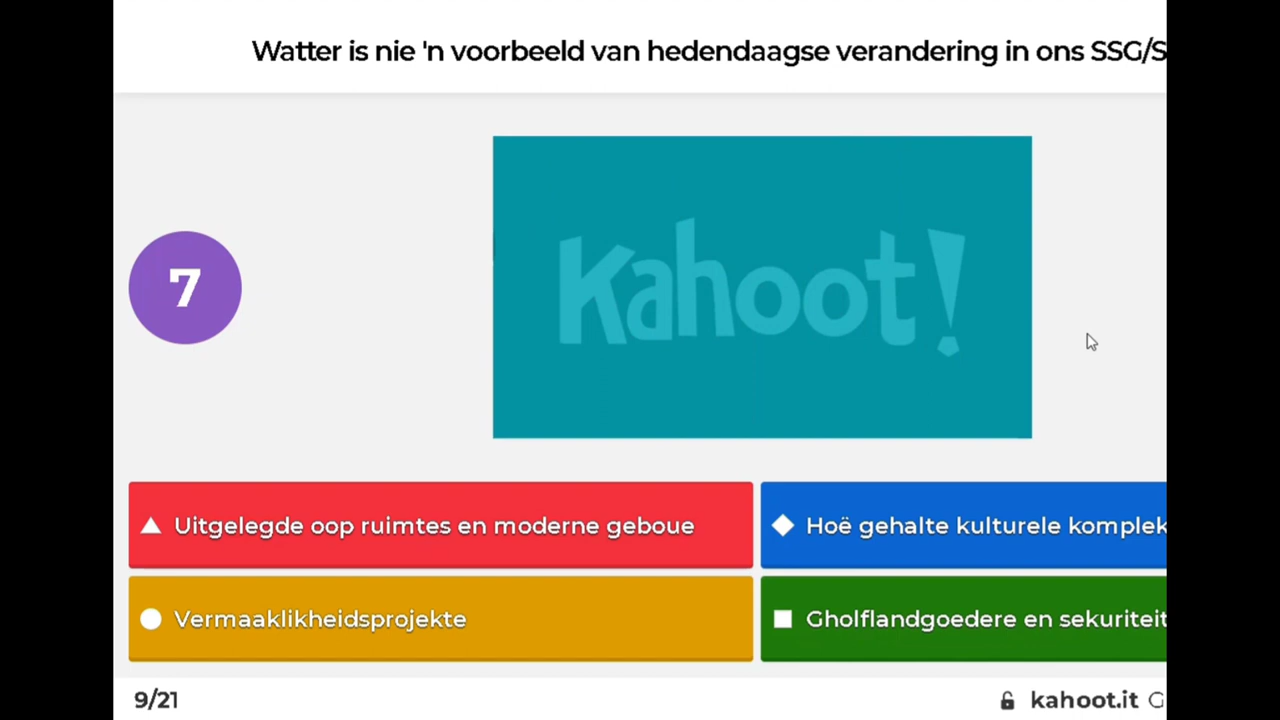 Watter is nie 'n voorbeeld van hedendaagse verandering in ons SSG/S
7
Kahoot!
Uitgelegde oop ruimtes en moderne geboue
Hoë gehalte kulturele komplek
Vermaaklikheidsprojekte
Gholflandgoedere en sekuriteit
9/21
kahoot.it G